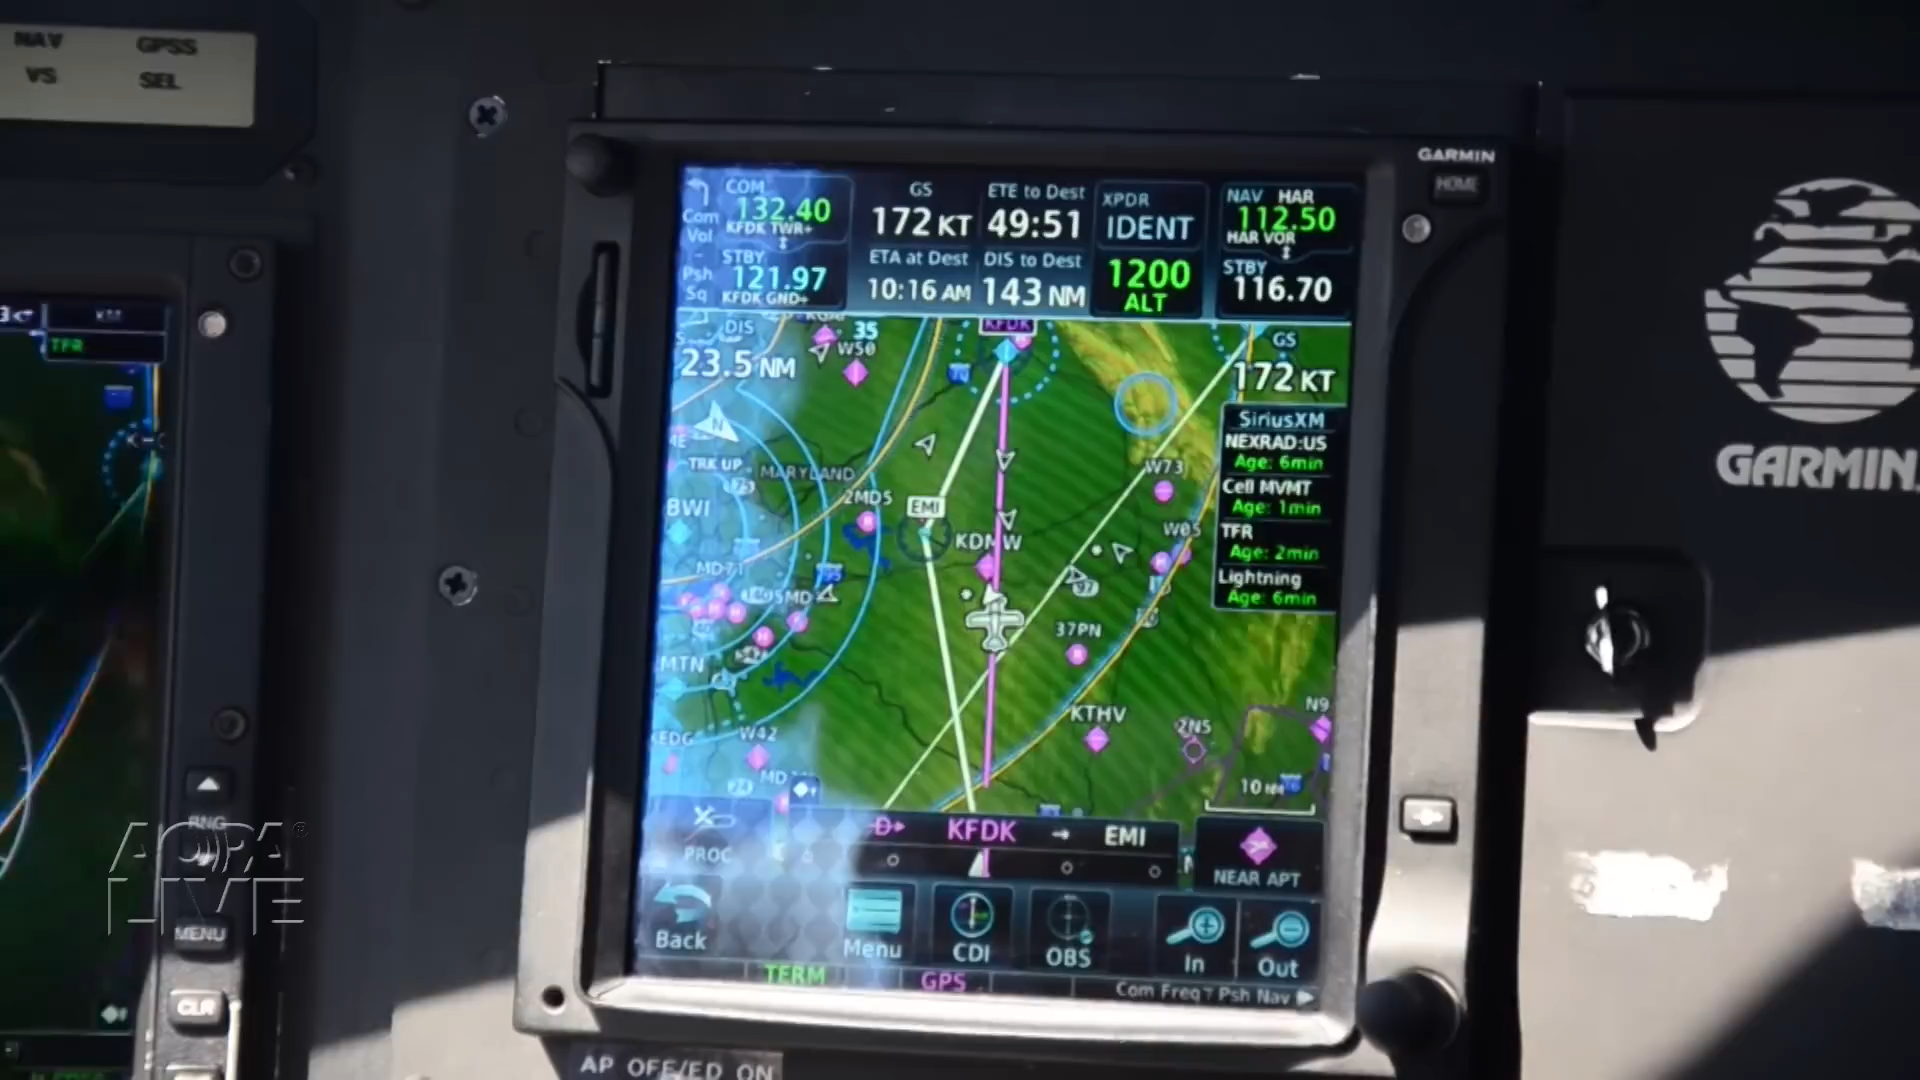 NAV GPSS
VS SEL
GARMIN
HOME
COM
132.40
KFDK TWR+
STBY
121.97
KFDK GND+
Com
Vol
Psh
Sq
GS
172 KT
ETE to Dest
49:51
ETA at Dest
10:16 AM
DIS to Dest
143 NM
XPDR
IDENT
1200
ALT
NAV HAR
112.50
HAR VOR
STBY
116.70
DIS
23.5 NM
35
W50
KFDK
70
GS
172 KT
SiriusXM
NEXRAD:US
Age: 6min
Cell MVMT
Age: 1min
TFR
Age: 2min
Lightning
Age: 6min
N
TRK UP
MARYLAND
BWI
2MD5
EMI
KDMW
W73
W05
MD71
97
37PN
MTN
KTHV
2N5
N9
W42
10 NM
PROC
KFDK → EMI
NEAR APT
Back
Menu
CDI
OBS
In
Out
TERM
GPS
Com Freq
Psh Nav
GARMIN
TFR
RNG
MENU
CLR
AOPA
LIVE
AP OFF/ED ON